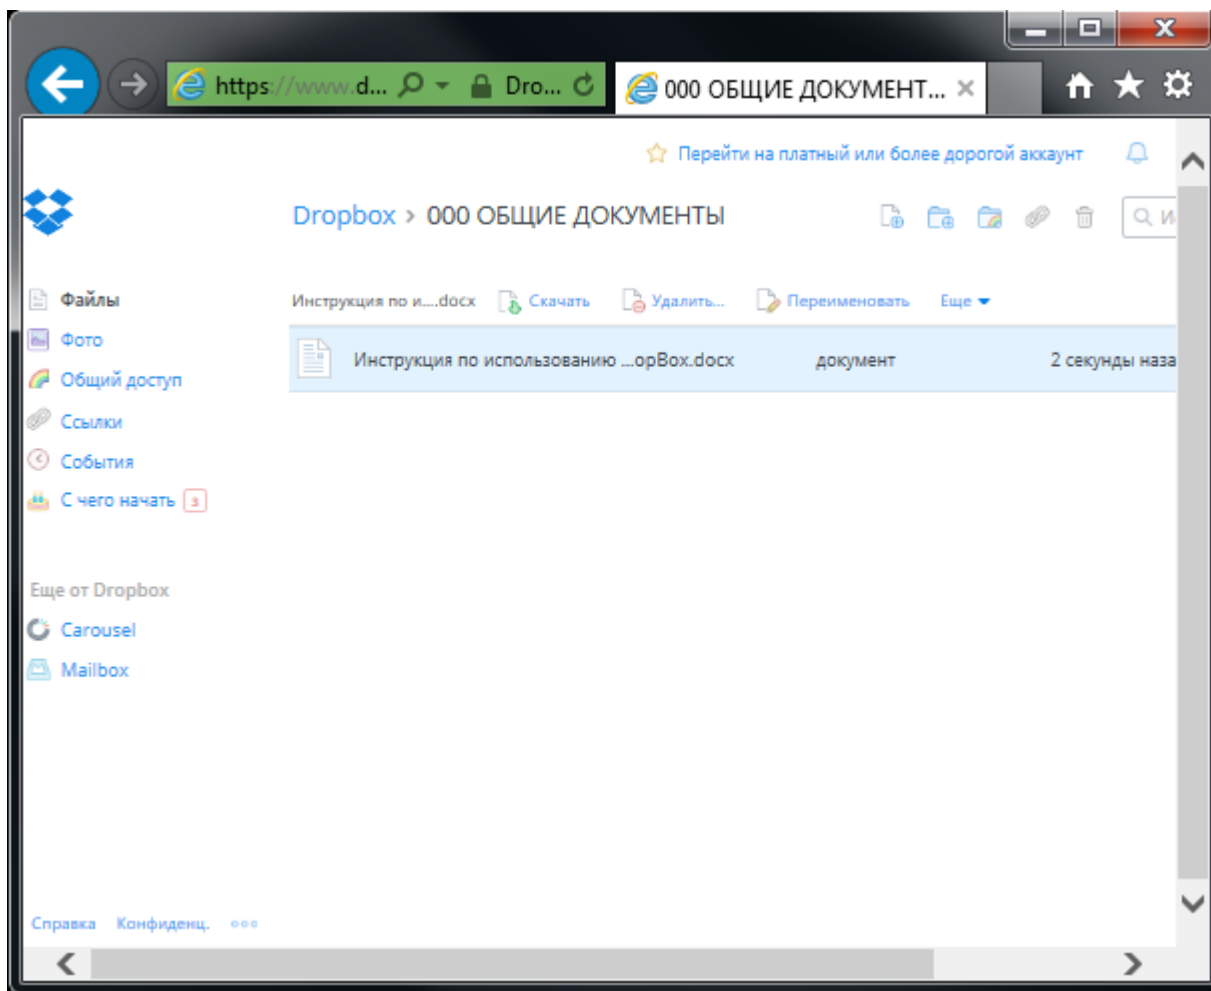 https://www.d... Dro... 000 ОБЩИЕ ДОКУМЕНТ...
Перейти на платный или более дорогой аккаунт
Dropbox > 000 ОБЩИЕ ДОКУМЕНТЫ
Файлы
Инструкция по и....docx Скачать Удалить... Переименовать Еще
Фото
Инструкция по использованию ...opBox.docx документ 2 секунды наза
Общий доступ
Ссылки
События
С чего начать 3
Еще от Dropbox
Carousel
Mailbox
Справка Конфиденц.